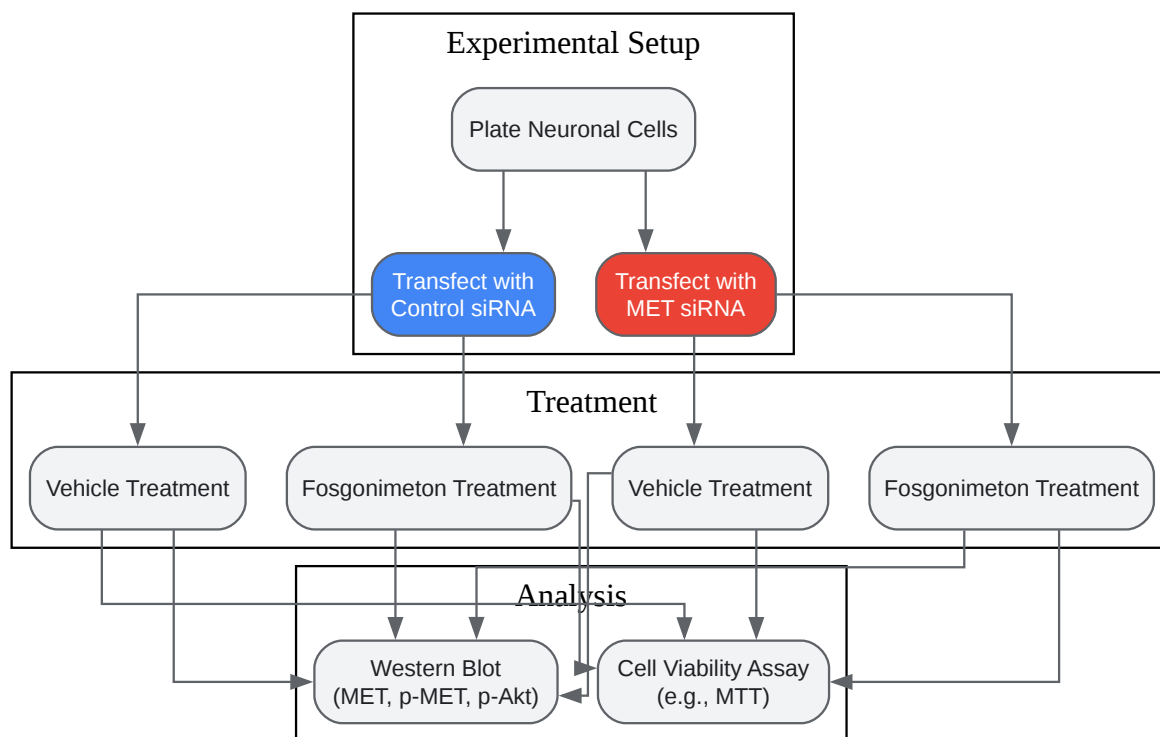 Experimental Setup
Plate Neuronal Cells
Transfect with
Control siRNA
Transfect with
MET siRNA
Treatment
Vehicle Treatment
Fosgonimeton Treatment
Vehicle Treatment
Fosgonimeton Treatment
Analysis
Western Blot
(MET, p-MET, p-Akt)
Cell Viability Assay
(e.g., MTT)